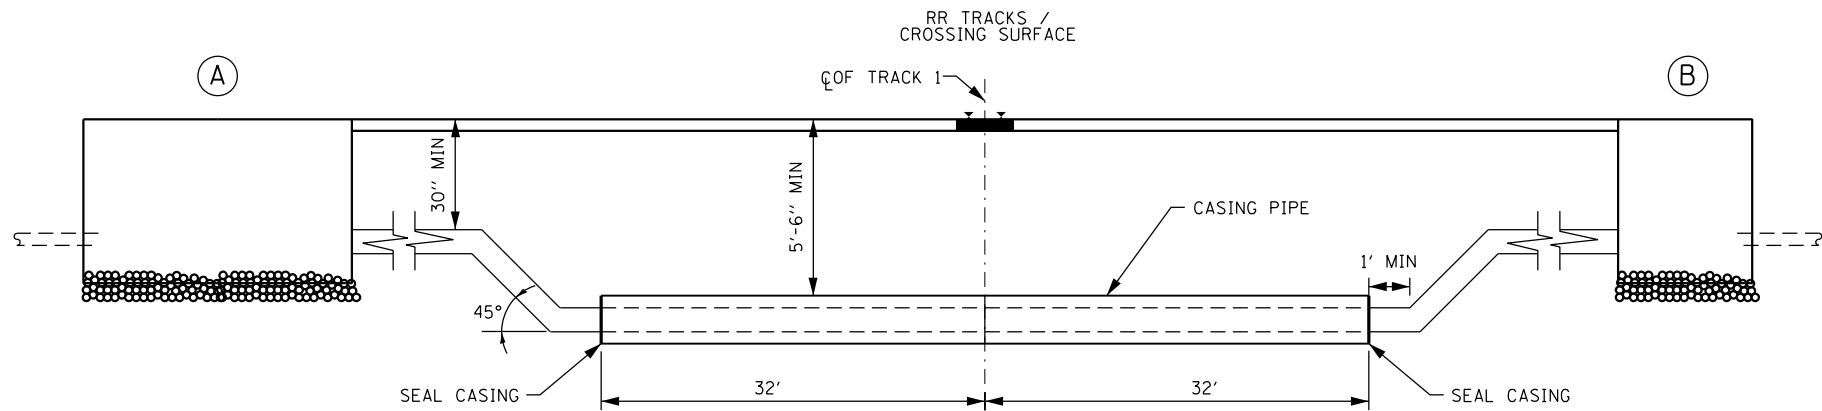 RR TRACKS /
CROSSING SURFACE
A
℄ OF TRACK 1
B
30'' MIN
5'-6'' MIN
CASING PIPE
1' MIN
45°
SEAL CASING
32'
32'
SEAL CASING